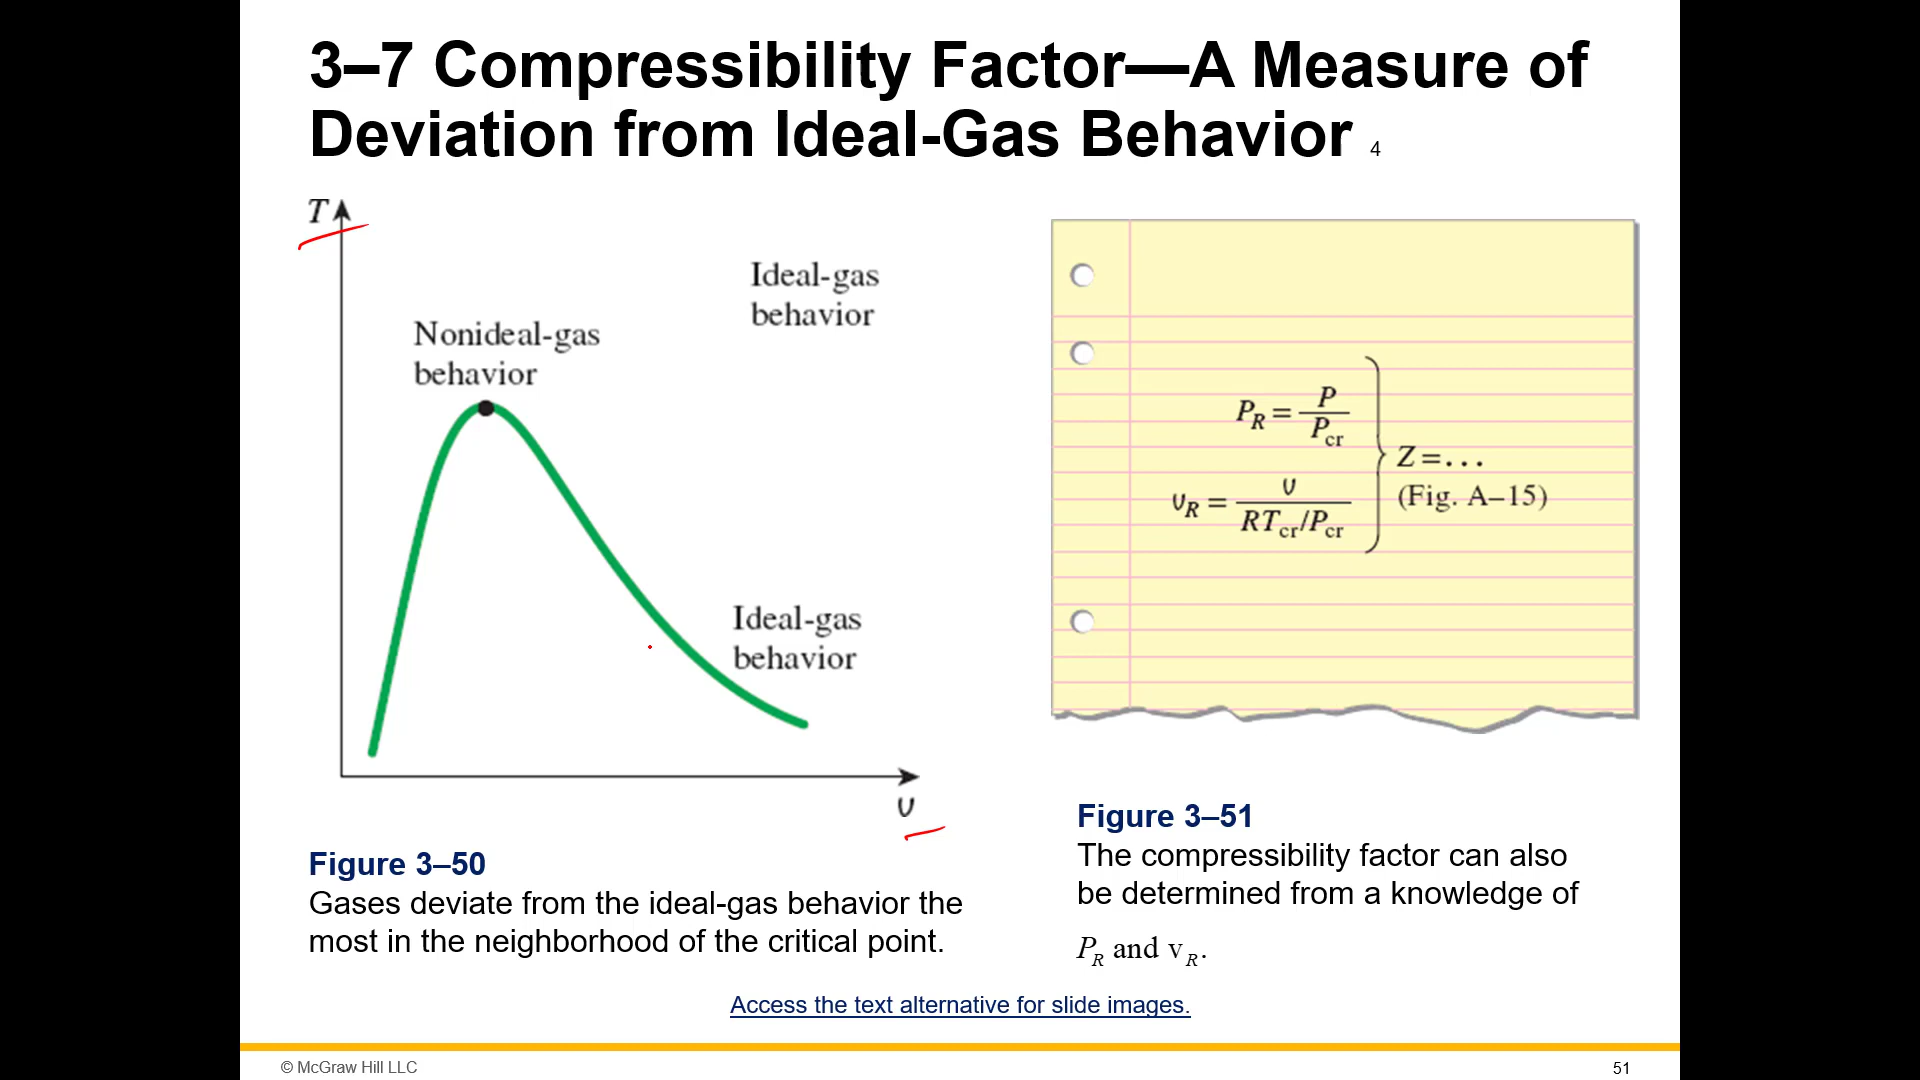 3–7 Compressibility Factor—A Measure of
Deviation from Ideal-Gas Behavior 4
T
Nonideal-gas
behavior
Ideal-gas
behavior
Ideal-gas
behavior
υ
Figure 3–50
Gases deviate from the ideal-gas behavior the
most in the neighborhood of the critical point.
P_R = P / P_cr
υ_R = υ / (RT_cr/P_cr)
Z = . . .
(Fig. A–15)
Figure 3–51
The compressibility factor can also
be determined from a knowledge of
P_R and v_R.
Access the text alternative for slide images.
© McGraw Hill LLC
51